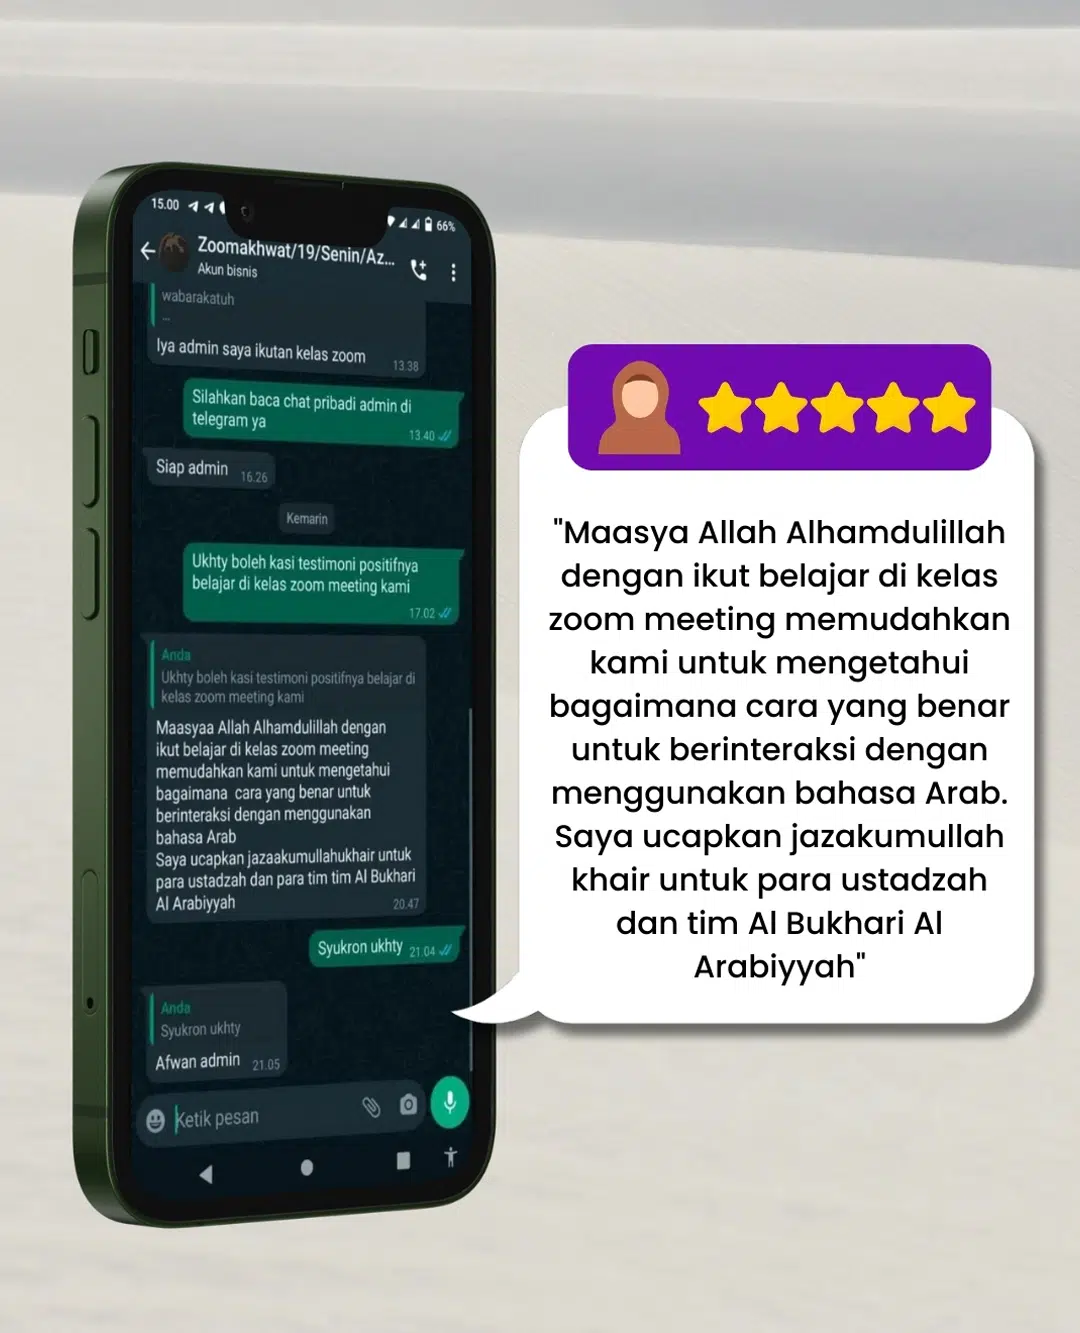 15.00
66%
Zoomakhwat/19/Senin/Az...
Akun bisnis
wabarakatuh
...
Iya admin saya ikutan kelas zoom
13.38
Silahkan baca chat pribadi admin di
telegram ya
13.40
Siap admin
16.26
Kemarin
Ukhty boleh kasi testimoni positifnya
belajar di kelas zoom meeting kami
17.02
Anda
Ukhty boleh kasi testimoni positifnya belajar di
kelas zoom meeting kami
Maasyaa Allah Alhamdulillah dengan
ikut belajar di kelas zoom meeting
memudahkan kami untuk mengetahui
bagaimana  cara yang benar untuk
berinteraksi dengan menggunakan
bahasa Arab
Saya ucapkan jazaakumullahukhair untuk
para ustadzah dan para tim tim Al Bukhari
Al Arabiyyah
20.47
Syukron ukhty
21.04
Anda
Syukron ukhty
Afwan admin
21.05
Ketik pesan
"Maasya Allah Alhamdulillah
dengan ikut belajar di kelas
zoom meeting memudahkan
kami untuk mengetahui
bagaimana cara yang benar
untuk berinteraksi dengan
menggunakan bahasa Arab.
Saya ucapkan jazakumullah
khair untuk para ustadzah
dan tim Al Bukhari Al
Arabiyyah"